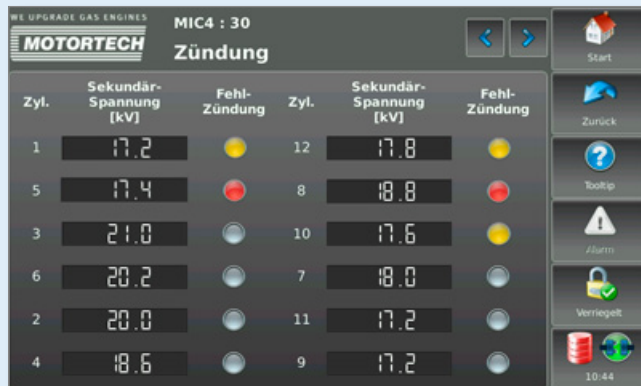 WE UPGRADE GAS ENGINES
MOTORTECH
MIC4 : 30
Zündung
Start
Zyl.
Sekundär-
Spannung
[kV]
Fehl-
Zündung
Zyl.
Sekundär-
Spannung
[kV]
Fehl-
Zündung
Zurück
1 17.2 12 17.8
5 17.4 8 18.8
Tooltip
3 21.0 10 17.6
Alarm
6 20.2 7 18.0
2 20.0 11 17.2
Verriegelt
4 18.6 9 17.2
10:44